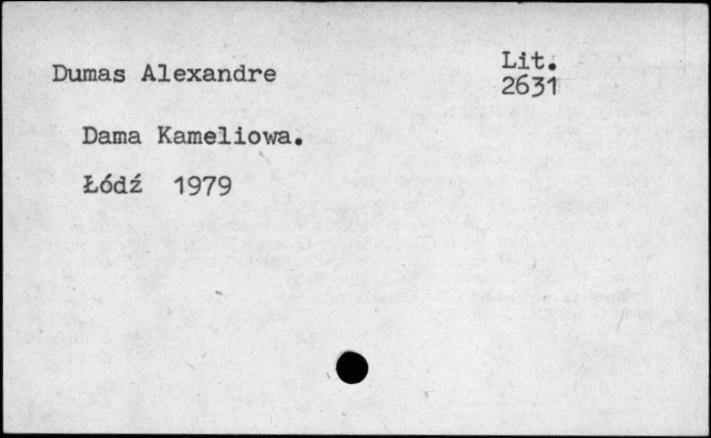 Dumas Alexandre
Lit.
2631
Dama Kameliowa.
Łódź 1979